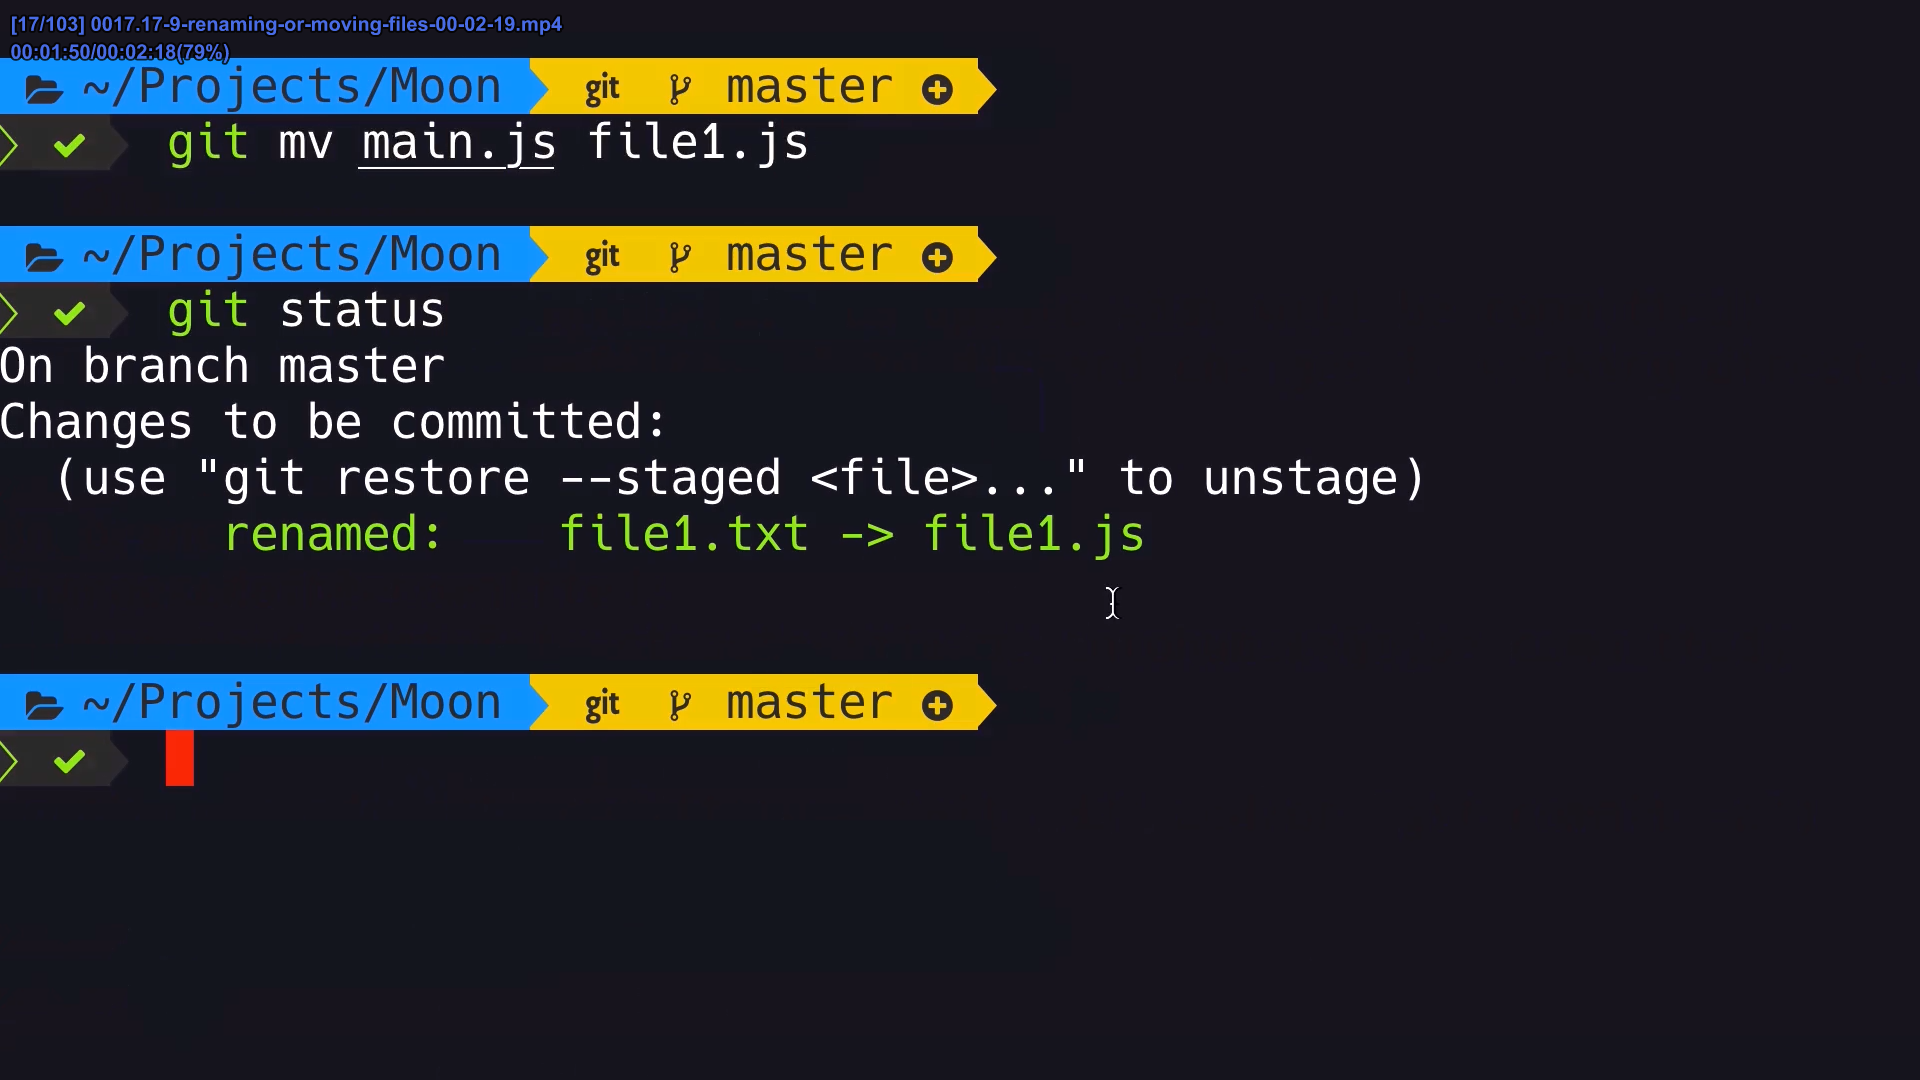 [17/103] 0017.17-9-renaming-or-moving-files-00-02-19.mp4
00:01:50/00:02:18(79%)
~/Projects/Moon git master
git mv main.js file1.js
~/Projects/Moon git master
git status
On branch master
Changes to be committed:
(use "git restore --staged <file>..." to unstage)
renamed: file1.txt -> file1.js
~/Projects/Moon git master